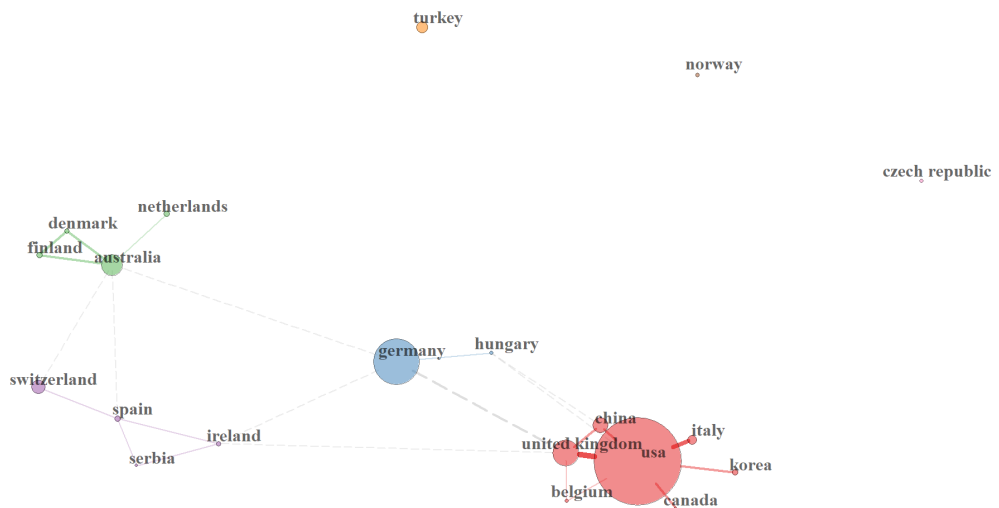 turkey
norway
czech republic
netherlands
denmark
finland
australia
germany
hungary
switzerland
spain
ireland
serbia
china
united kingdom
usa
italy
korea
belgium
canada